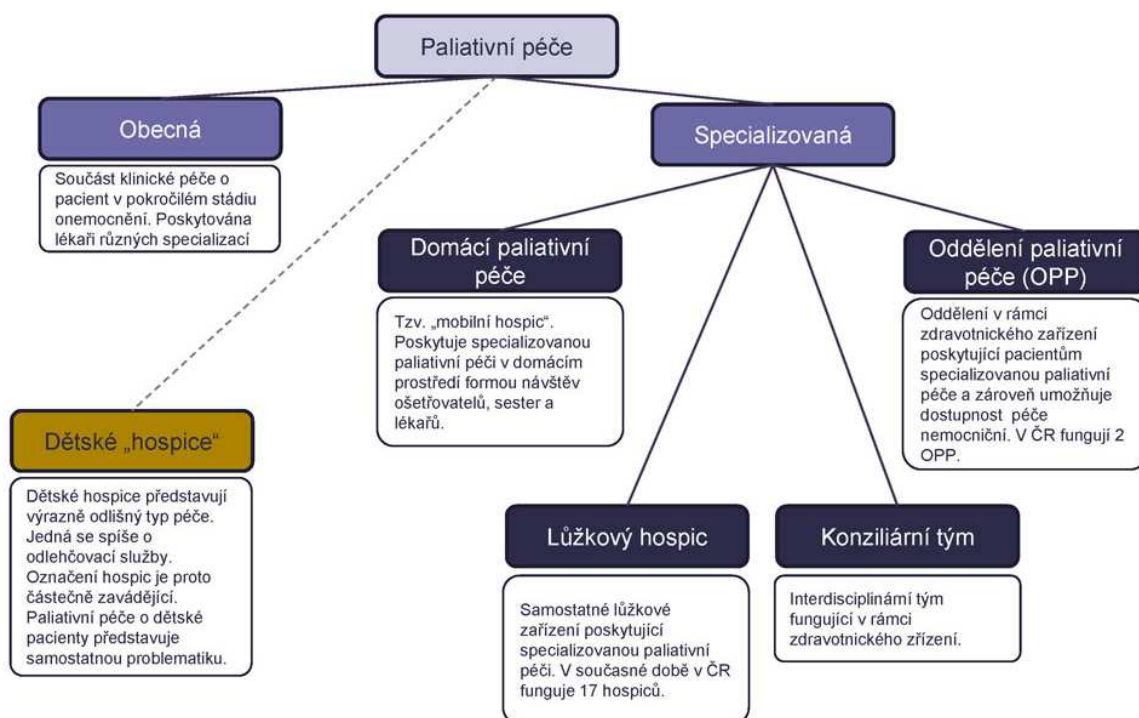 Paliativní péče
Obecná
Součást klinické péče o
pacient v pokročilém stádiu
onemocnění. Poskytována
lékaři různých specializací
Specializovaná
Domácí paliativní
péče
Tzv. „mobilní hospic“.
Poskytuje specializovanou
paliativní péči v domácím
prostředí formou návštěv
ošetřovatelů, sester a
lékařů.
Oddělení paliativní
péče (OPP)
Oddělení v rámci
zdravotnického zařízení
poskytující pacientům
specializovanou paliativní
péče a zároveň umožňuje
dostupnost péče
nemocniční. V ČR fungují 2
OPP.
Dětské „hospice“
Dětské hospice představují
výrazně odlišný typ péče.
Jedná se spíše o
odlehčovací služby.
Označení hospic je proto
částečně zavádějící.
Paliativní péče o dětské
pacienty představuje
samostatnou problematiku.
Lůžkový hospic
Samostatné lůžkové
zařízení poskytující
specializovanou paliativní
péči. V současné době v ČR
funguje 17 hospiců.
Konziliární tým
Interdisciplinární tým
fungující v rámci
zdravotnického zřízení.